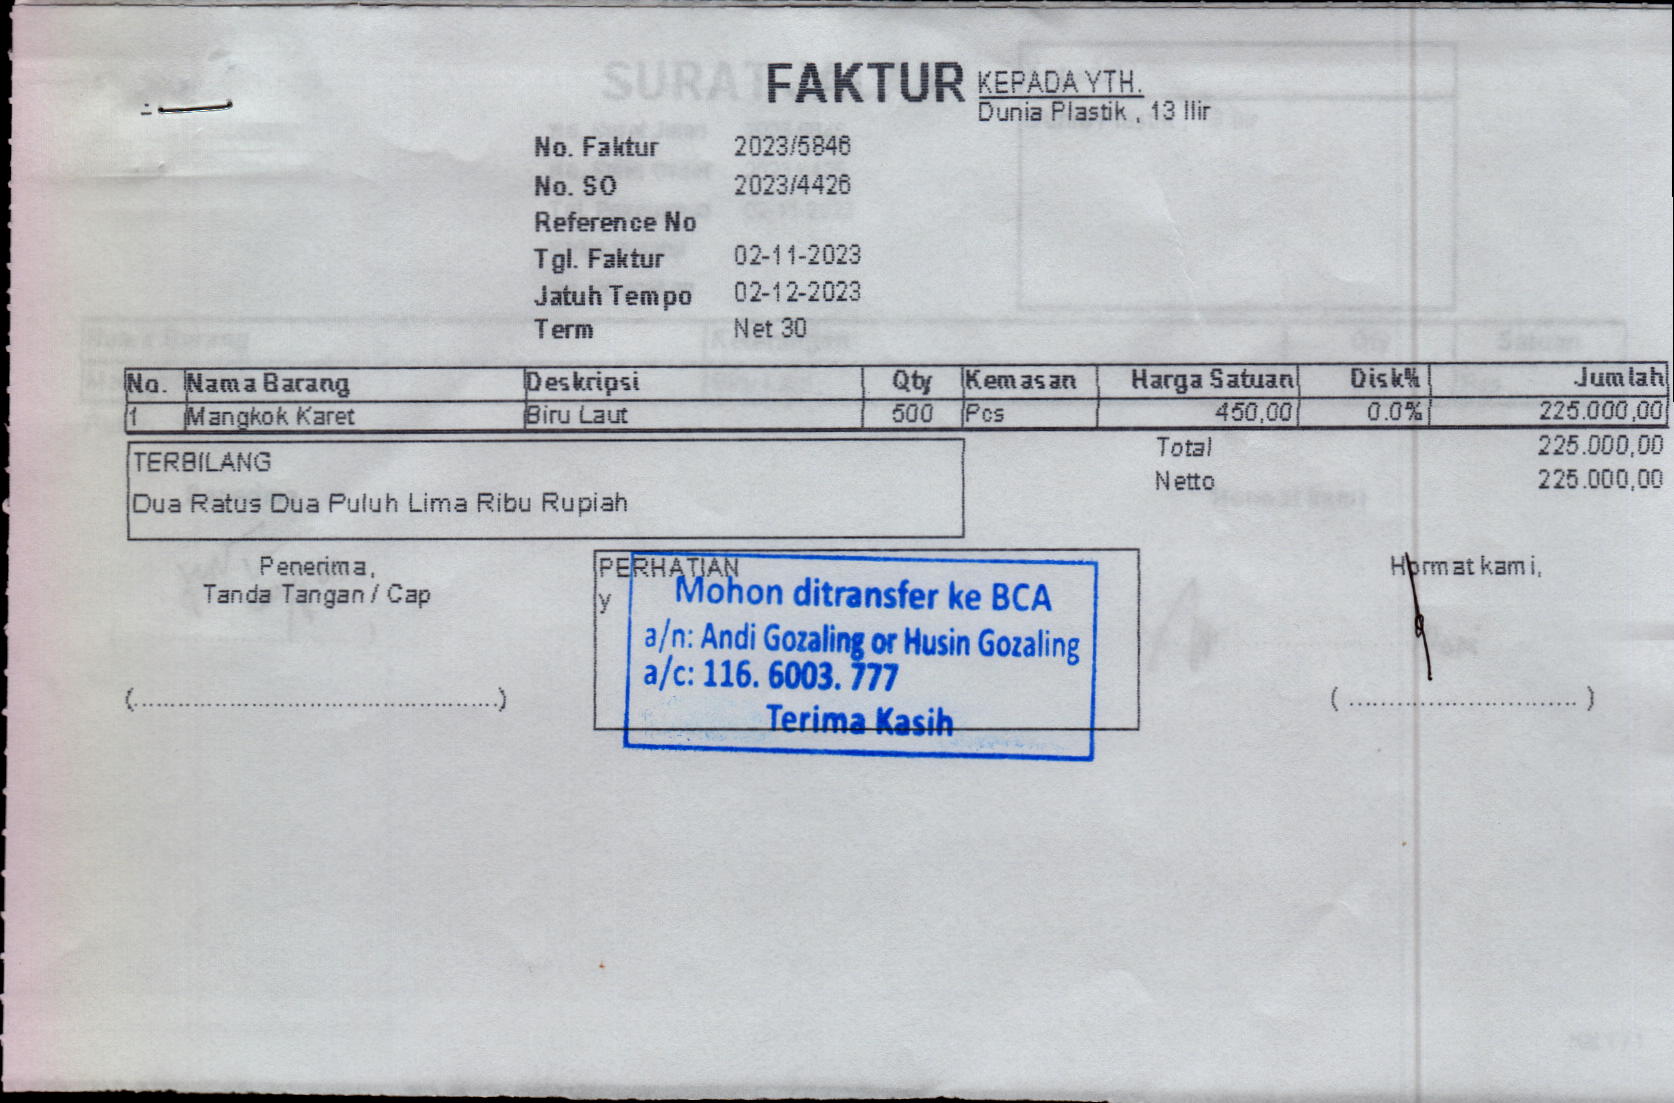 FAKTUR
KEPADA YTH.
Dunia Plastik , 13 Ilir
No. Faktur 2023/5846
No. SO 2023/4426
Reference No
Tgl. Faktur 02-11-2023
Jatuh Tempo 02-12-2023
Term Net 30
No. Nama Barang Deskripsi Qty Kemasan Harga Satuan Disk% Jumlah
1 Mangkok Karet Biru Laut 500 Pcs 450,00 0.0% 225.000,00
Total 225.000,00
Netto 225.000,00
TERBILANG
Dua Ratus Dua Puluh Lima Ribu Rupiah
Penerima,
Tanda Tangan / Cap
(..............................................)
PERHATIAN
y
Mohon ditransfer ke BCA
a/n: Andi Gozaling or Husin Gozaling
a/c: 116. 6003. 777
Terima Kasih
Hormat kami,
( ............................. )